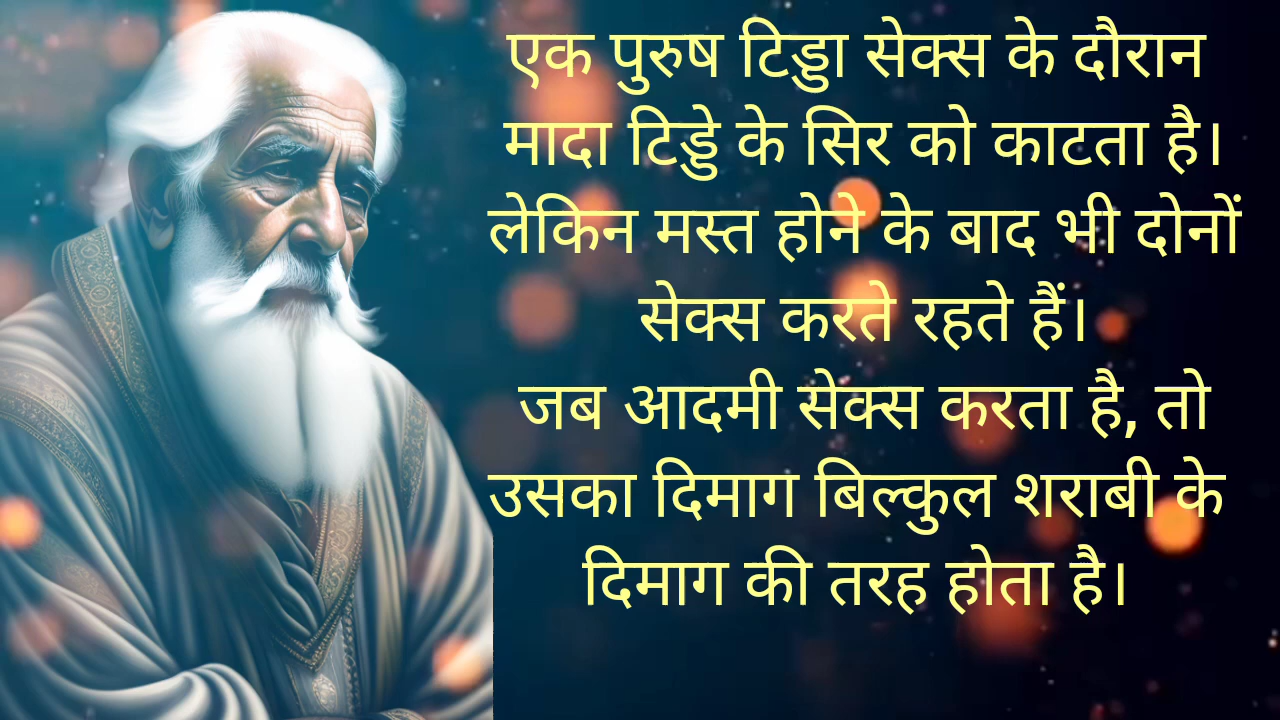 एक पुरुष टिड्डा सेक्स के दौरान
मादा टिड्डे के सिर को काटता है।
लेकिन मस्त होने के बाद भी दोनों
सेक्स करते रहते हैं।
जब आदमी सेक्स करता है, तो
उसका दिमाग बिल्कुल शराबी के
दिमाग की तरह होता है।